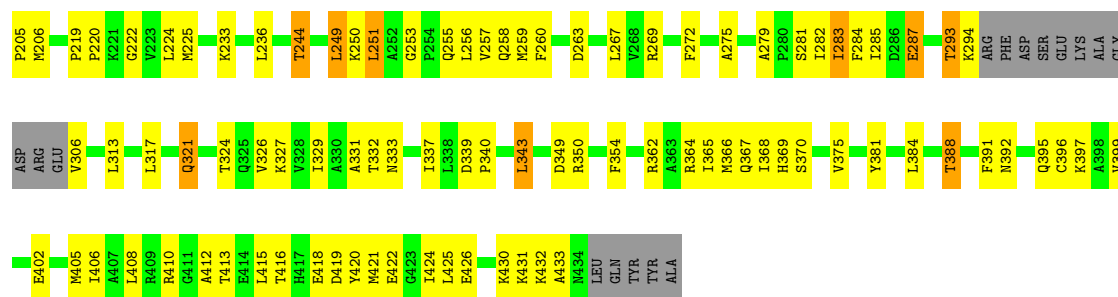 P205 M206 P219 P220 K221 G222 V223 L224 M225 K233 L236 T244 L249 K250 L251 A252 G253 P254 Q255 L256 V257 Q258 M259 F260 D263 L267 V268 R269 F272 A275 A279 P280 S281 I282 I283 F284 I285 D286 E287 T293 K294 ARG PHE ASP SER GLU LYS ALA GLY
ASP ARG GLU V306 L313 L317 Q321 T324 Q325 V326 K327 V328 I329 A330 A331 T332 N333 I337 L338 D339 P340 L343 D349 R350 F354 R362 A363 R364 I365 M366 Q367 I368 H369 S370 V375 Y381 L384 T388 F391 N392 Q395 C396 K397 A398 V399
E402 M405 I406 A407 L408 R409 R410 G411 A412 T413 E414 L415 T416 H417 E418 D419 Y420 M421 E422 G423 I424 L425 E426 K430 K431 K432 A433 N434 LEU GLN TYR TYR ALA